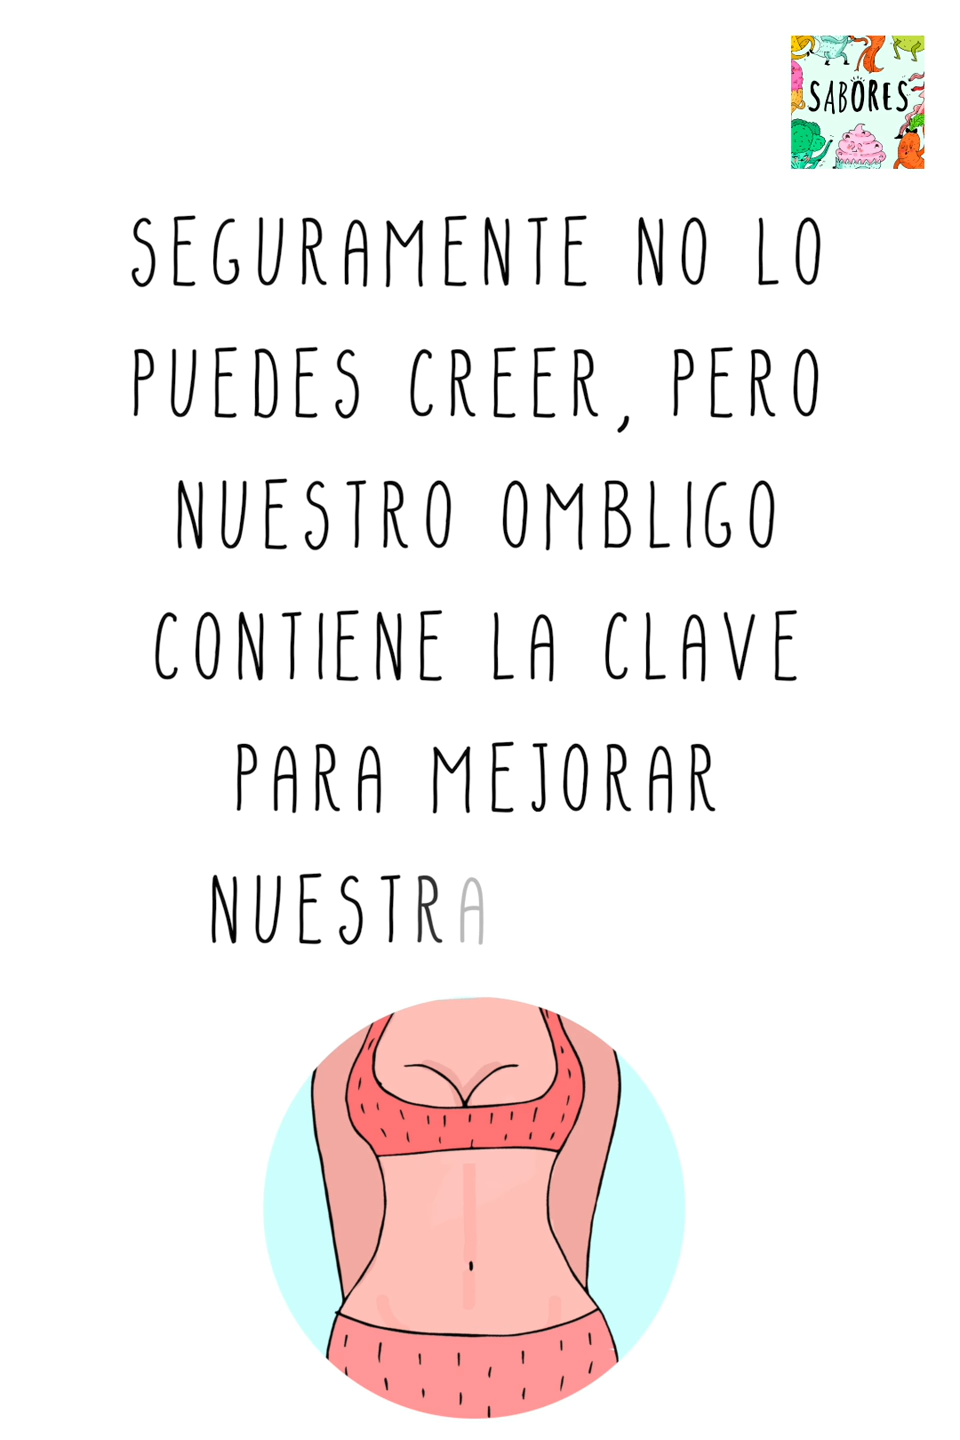 SABORES
SEGURAMENTE NO LO
PUEDES CREER, PERO
NUESTRO OMBLIGO
CONTIENE LA CLAVE
PARA MEJORAR
NUESTRA